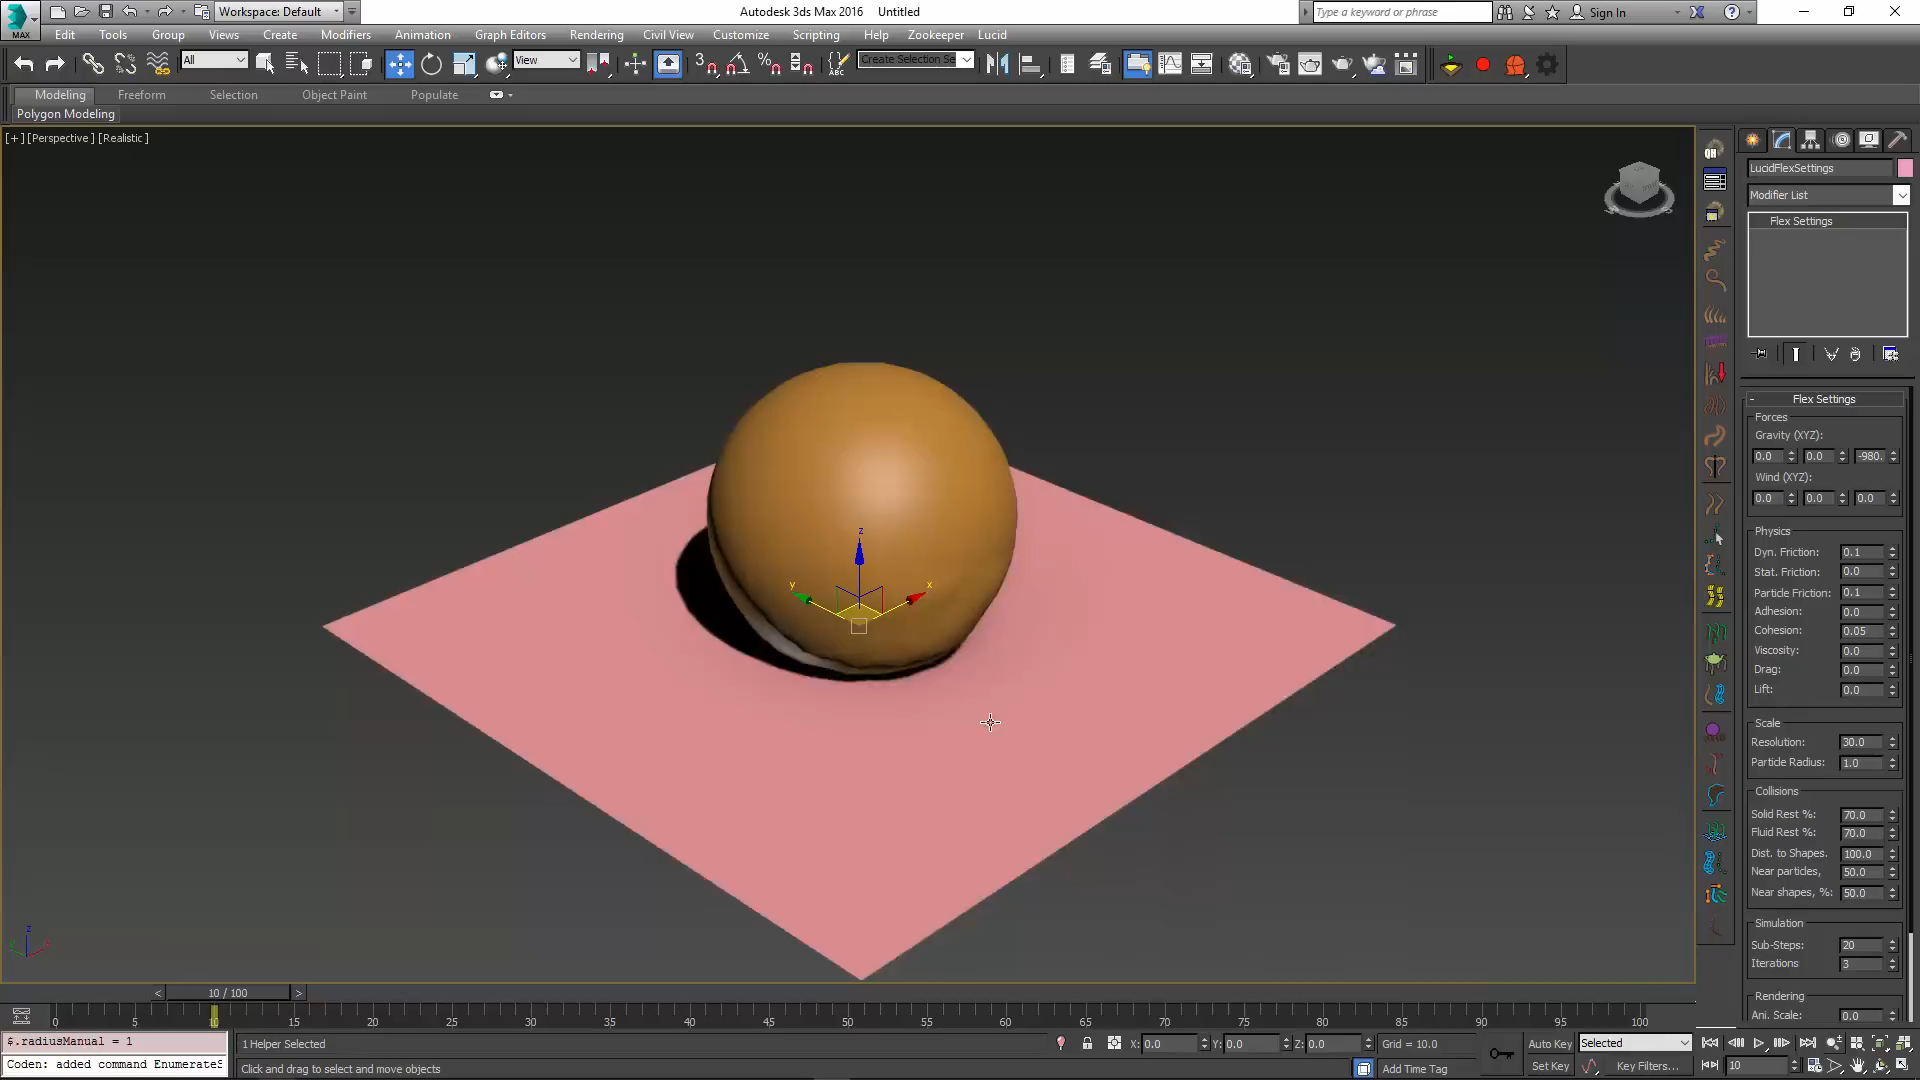 Workspace: Default
Autodesk 3ds Max 2016 Untitled
Type a keyword or phrase
Sign In
MAX
Edit Tools Group Views Create Modifiers Animation Graph Editors Rendering Civil View Customize Scripting Help Zookeeper Lucid
All
View
3
ABC
Create Selection Se
Modeling Freeform Selection Object Paint Populate
Polygon Modeling
[+] [Perspective ] [Realistic ]
QH
LucidFlexSettings
Modifier List
Flex Settings
- Flex Settings
Forces
Gravity (XYZ):
0.0 0.0 -980.
Wind (XYZ):
0.0 0.0 0.0
Physics
Dyn. Friction: 0.1
Stat. Friction: 0.0
Particle Friction: 0.1
Adhesion: 0.0
Cohesion: 0.05
Viscosity: 0.0
Drag: 0.0
Lift: 0.0
Scale
Resolution: 30.0
Particle Radius: 1.0
Collisions
Solid Rest %: 70.0
Fluid Rest %: 70.0
Dist. to Shapes. 100.0
Near particles, 50.0
Near shapes, %: 50.0
Simulation
Sub-Steps: 20
Iterations: 3
Rendering
Ani. Scale: 0.0
z
y
x
z
< 10 / 100 >
0 5 10 15 20 25 30 35 40 45 50 55 60 65 70 75 80 85 90 95 100
$.radiusManual = 1
Coden: added command EnumerateS
1 Helper Selected
Click and drag to select and move objects
X: 0.0 Y: 0.0 Z: 0.0
Grid = 10.0
Add Time Tag
Auto Key Selected
Set Key Key Filters...
10